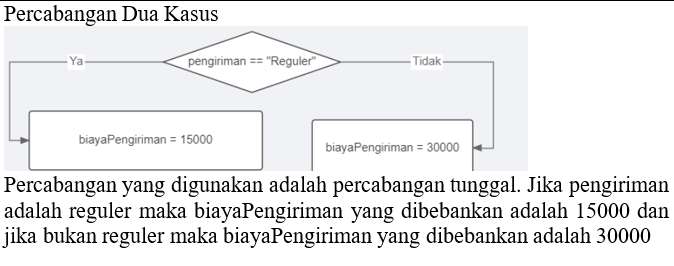 Percabangan Dua Kasus
Ya
pengiriman == "Reguler"
Tidak
biayaPengiriman = 15000
biayaPengiriman = 30000
Percabangan yang digunakan adalah percabangan tunggal. Jika pengiriman
adalah reguler maka biayaPengiriman yang dibebankan adalah 15000 dan
jika bukan reguler maka biayaPengiriman yang dibebankan adalah 30000